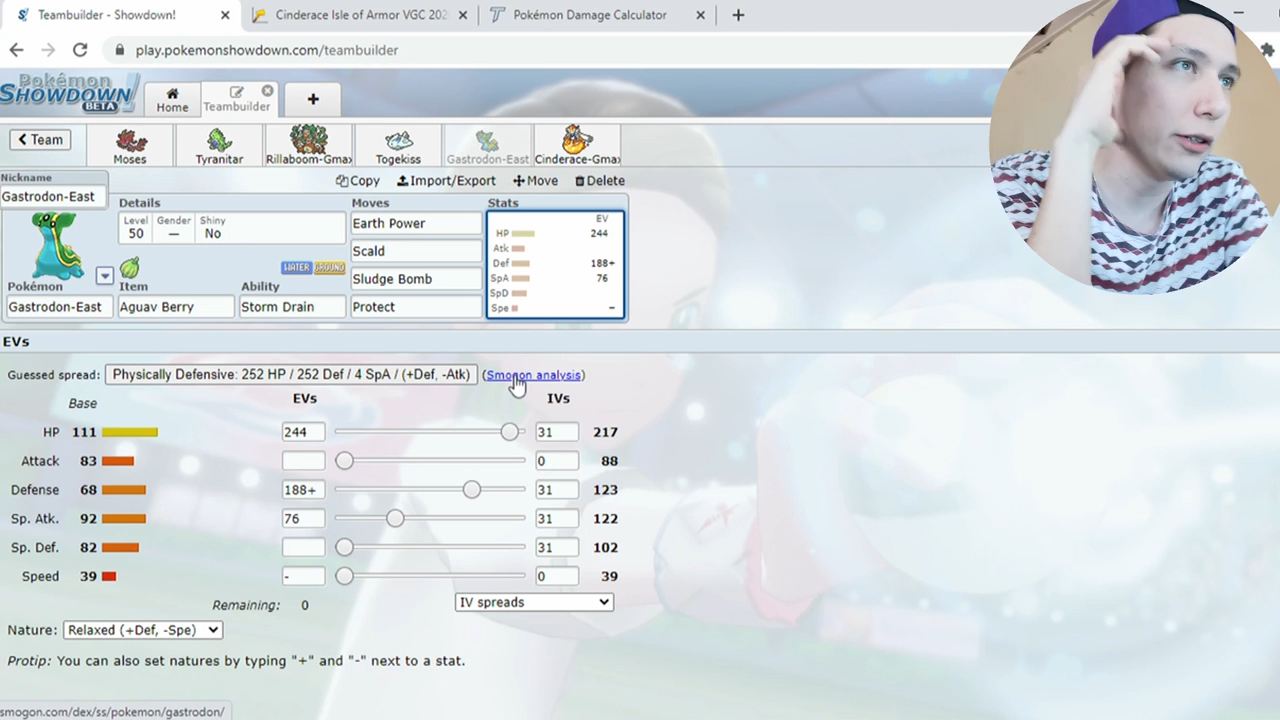 Teambuilder - Showdown!
Cinderace Isle of Armor VGC 202
Pokémon Damage Calculator
play.pokemonshowdown.com/teambuilder
Pokémon
SHOWDOWN!
BETA
Home
Teambuilder
Team
Moses
Tyranitar
Rillaboom-Gmax
Togekiss
Gastrodon-East
Cinderace-Gmax
Nickname
Gastrodon-East
Copy
Import/Export
Move
Delete
Details
Level
50
Gender
—
Shiny
No
WATER GROUND
Pokémon
Gastrodon-East
Item
Aguav Berry
Ability
Storm Drain
Moves
Earth Power
Scald
Sludge Bomb
Protect
Stats
EV
HP 244
Atk
Def 188+
SpA 76
SpD
Spe –
EVs
Guessed spread: Physically Defensive: 252 HP / 252 Def / 4 SpA / (+Def, -Atk) (Smogon analysis)
Base EVs IVs
HP 111 244 31 217
Attack 83 0 88
Defense 68 188+ 31 123
Sp. Atk. 92 76 31 122
Sp. Def. 82 31 102
Speed 39 - 0 39
Remaining: 0
IV spreads
Nature: Relaxed (+Def, -Spe)
Protip: You can also set natures by typing "+" and "-" next to a stat.
smogon.com/dex/ss/pokemon/gastrodon/